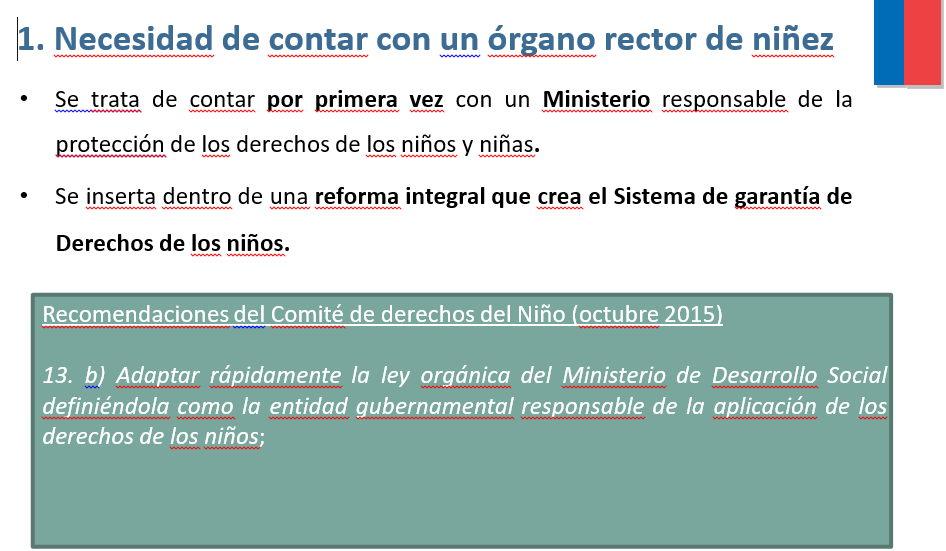 1. Necesidad de contar con un órgano rector de niñez
• Se trata de contar por primera vez con un Ministerio responsable de la
protección de los derechos de los niños y niñas.
• Se inserta dentro de una reforma integral que crea el Sistema de garantía de
Derechos de los niños.
Recomendaciones del Comité de derechos del Niño (octubre 2015)
13. b) Adaptar rápidamente la ley orgánica del Ministerio de Desarrollo Social
definiéndola como la entidad gubernamental responsable de la aplicación de los
derechos de los niños;